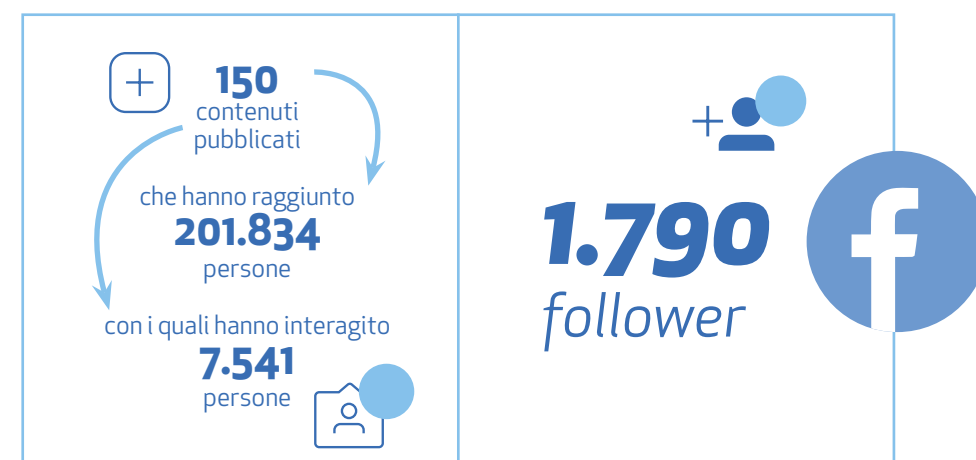 150
contenuti
pubblicati
che hanno raggiunto
201.834
persone
con i quali hanno interagito
7.541
persone
1.790
follower